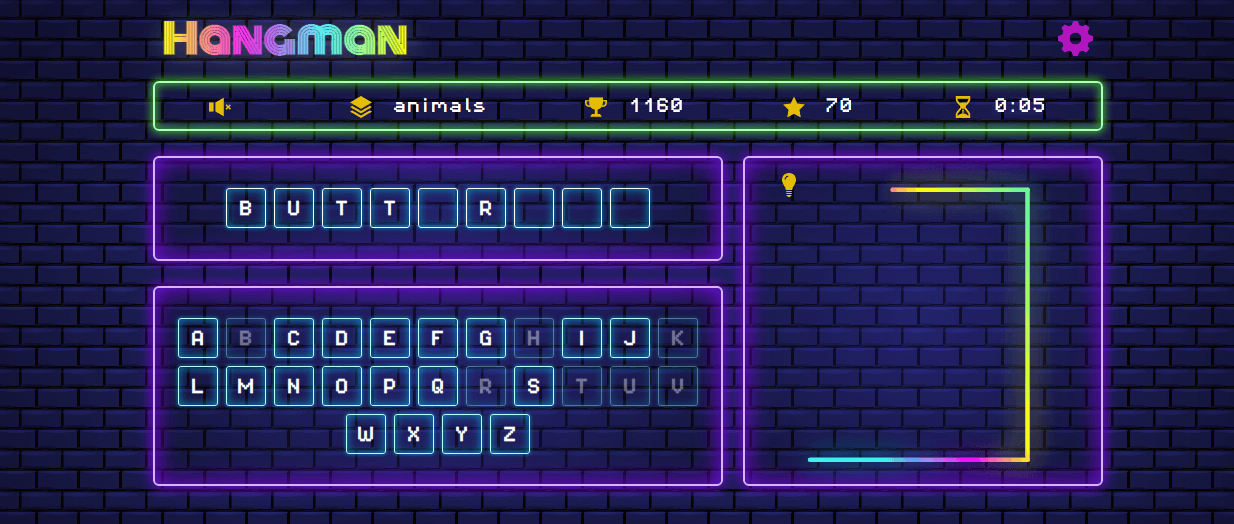 HaNGmaN
animals 1160 70 0:05
B U T T R
A B C D E F G H I J K
L M N O P Q R S T U V
W X Y Z